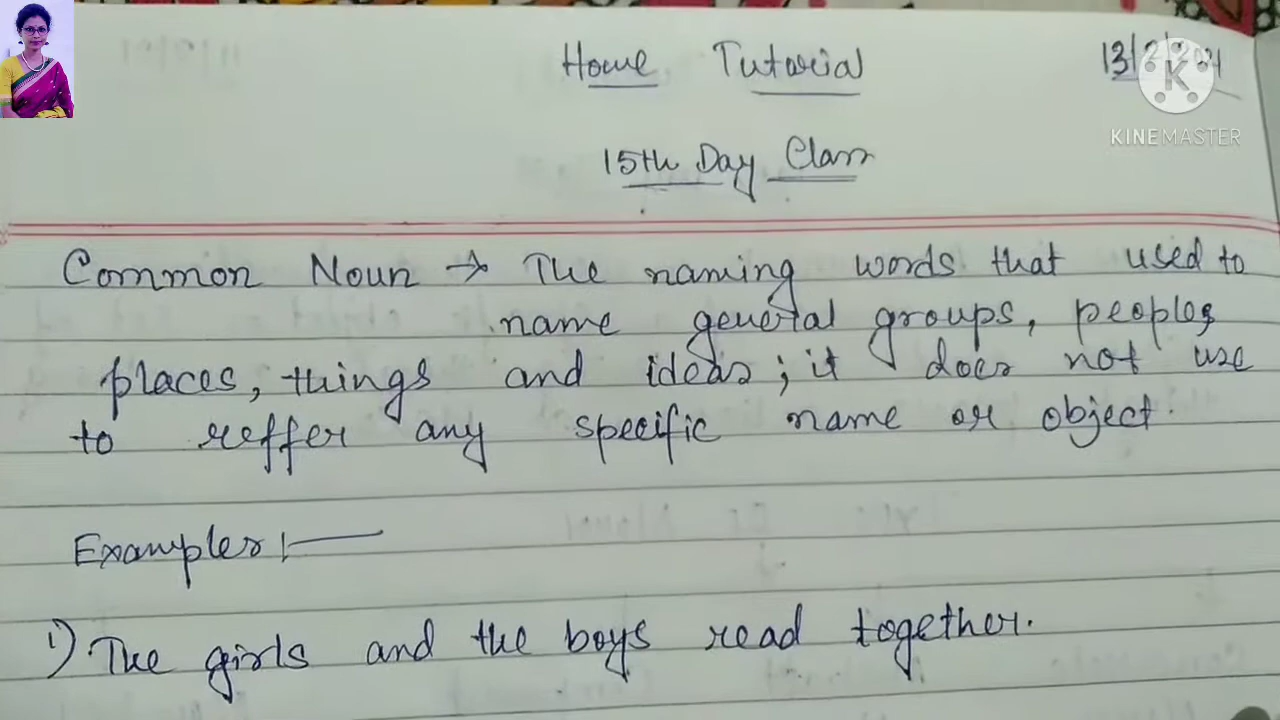 Home Tutorial
15th Day Class
KINEMASTER
Common Noun → The naming words that used to
name general groups, peoples,
places, things and ideas; it does not use
to reffer any specific name or object.
Examples :—
i) The girls and the boys read together.